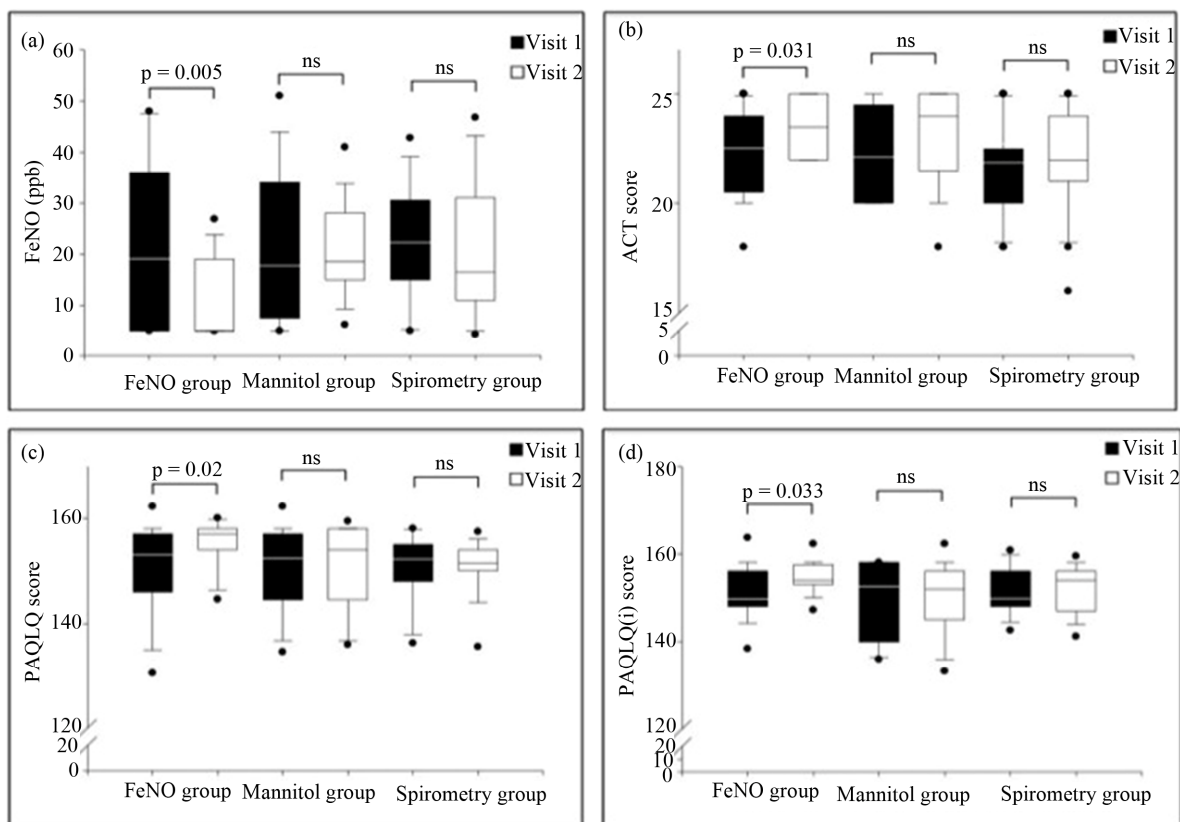 (a)
Visit 1
Visit 2
p = 0.005
ns
ns
FeNO (ppb)
60
50
40
30
20
10
0
FeNO group
Mannitol group
Spirometry group
(b)
Visit 1
Visit 2
p = 0.031
ns
ns
ACT score
25
20
15
5
0
FeNO group
Mannitol group
Spirometry group
(c)
Visit 1
Visit 2
p = 0.02
ns
ns
PAQLQ score
160
140
120
20
0
FeNO group
Mannitol group
Spirometry group
(d)
Visit 1
Visit 2
p = 0.033
ns
ns
PAQLQ(i) score
180
160
140
120
20
10
0
FeNO group
Mannitol group
Spirometry group